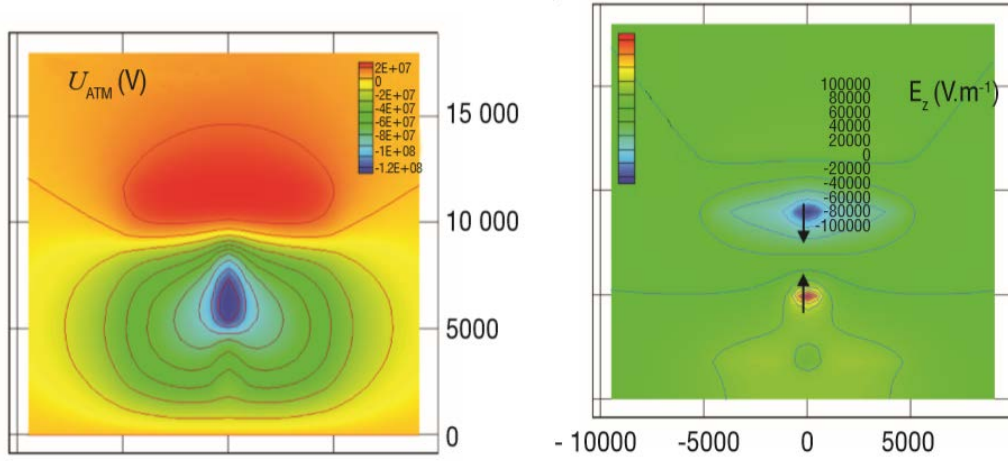 U_ATM (V)
2E+07
0
-2E+07
-4E+07
-6E+07
-8E+07
-1E+08
-1.2E+08
15 000
10 000
5000
0
E_z (V.m⁻¹)
100000
80000
60000
40000
20000
0
-20000
-40000
-60000
-80000
-100000
- 10000 -5000 0 5000